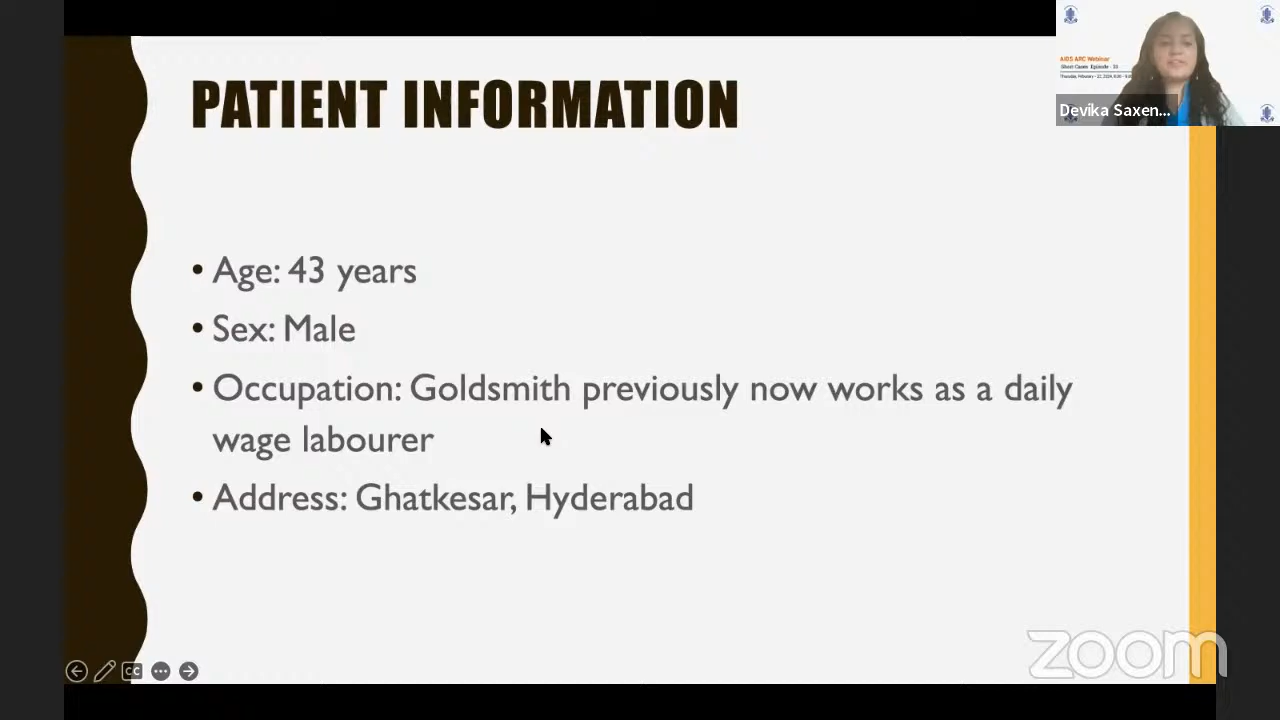 PATIENT INFORMATION
• Age: 43 years
• Sex: Male
• Occupation: Goldsmith previously now works as a daily
wage labourer
• Address: Ghatkesar, Hyderabad
AIDS ARC Webinar
Devika Saxen...
CC
zoom